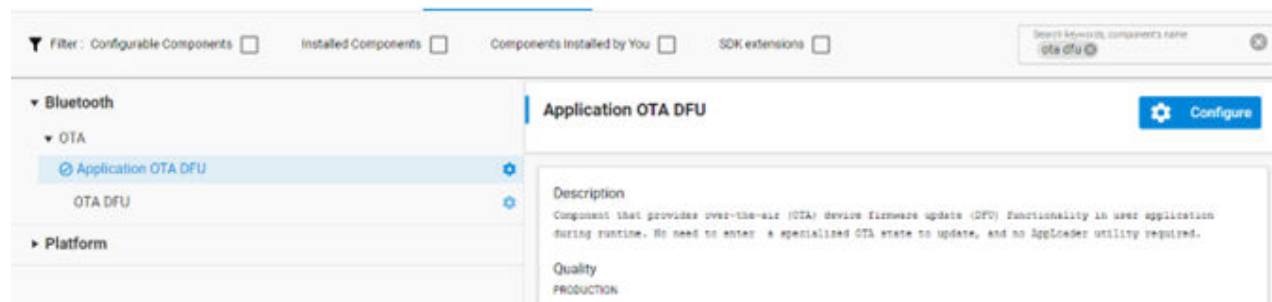 Filter : Configurable Components
Installed Components
Components Installed by You
SDK extensions
Search keywords, component's name
ota dfu
Bluetooth
OTA
Application OTA DFU
OTA DFU
Platform
Application OTA DFU
Configure
Description
Component that provides over-the-air (OTA) device firmware update (DFU) functionality in user application
during runtime. No need to enter a specialized OTA state to update, and no AppLoader utility required.
Quality
PRODUCTION